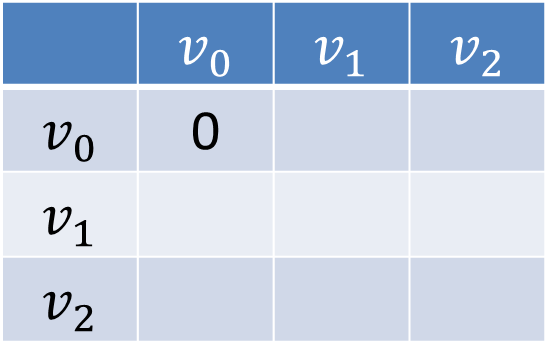 v₀ v₁ v₂
v₀ 0
v₁
v₂